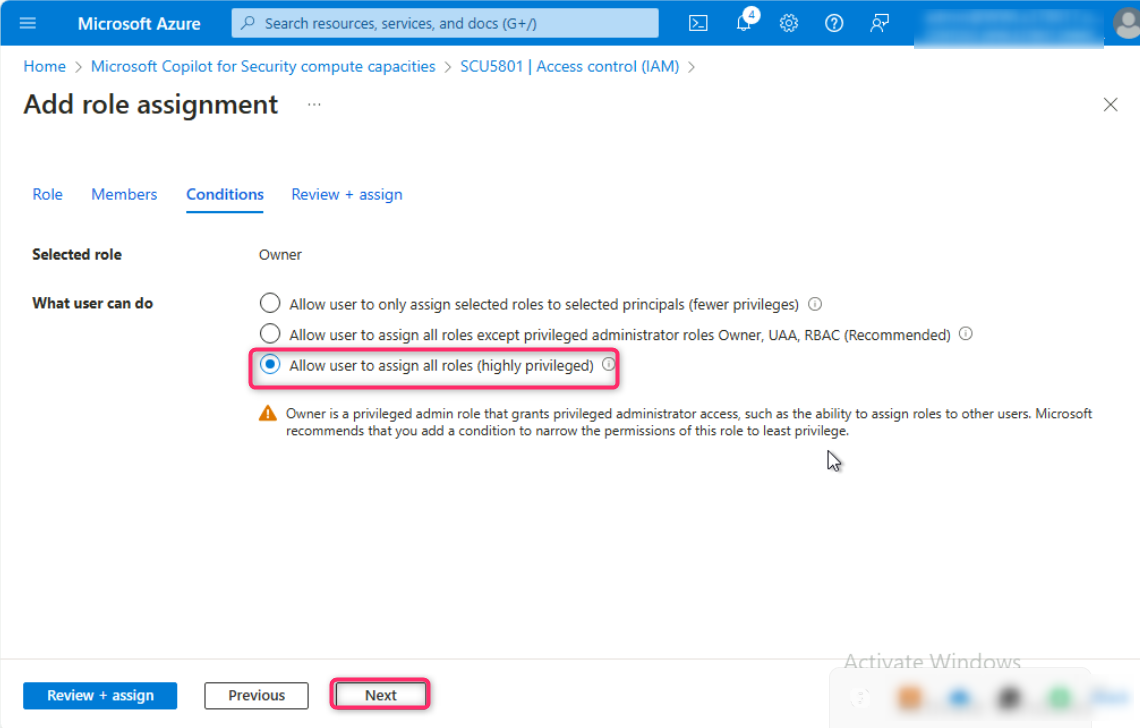 Microsoft Azure
Search resources, services, and docs (G+/)
4
Home > Microsoft Copilot for Security compute capacities > SCU5801 | Access control (IAM) >
Add role assignment ...
Role Members Conditions Review + assign
Selected role Owner
What user can do
Allow user to only assign selected roles to selected principals (fewer privileges)
Allow user to assign all roles except privileged administrator roles Owner, UAA, RBAC (Recommended)
Allow user to assign all roles (highly privileged)
Owner is a privileged admin role that grants privileged administrator access, such as the ability to assign roles to other users. Microsoft
recommends that you add a condition to narrow the permissions of this role to least privilege.
Activate Windows
Review + assign Previous Next